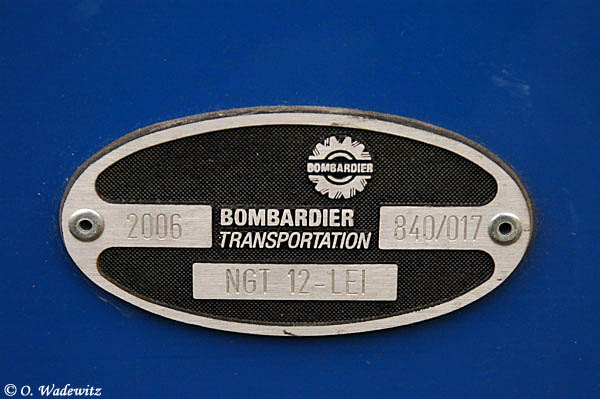 BOMBARDIER
2006
BOMBARDIER
TRANSPORTATION
840/017
NGT 12-LEI
© O. Wadewitz